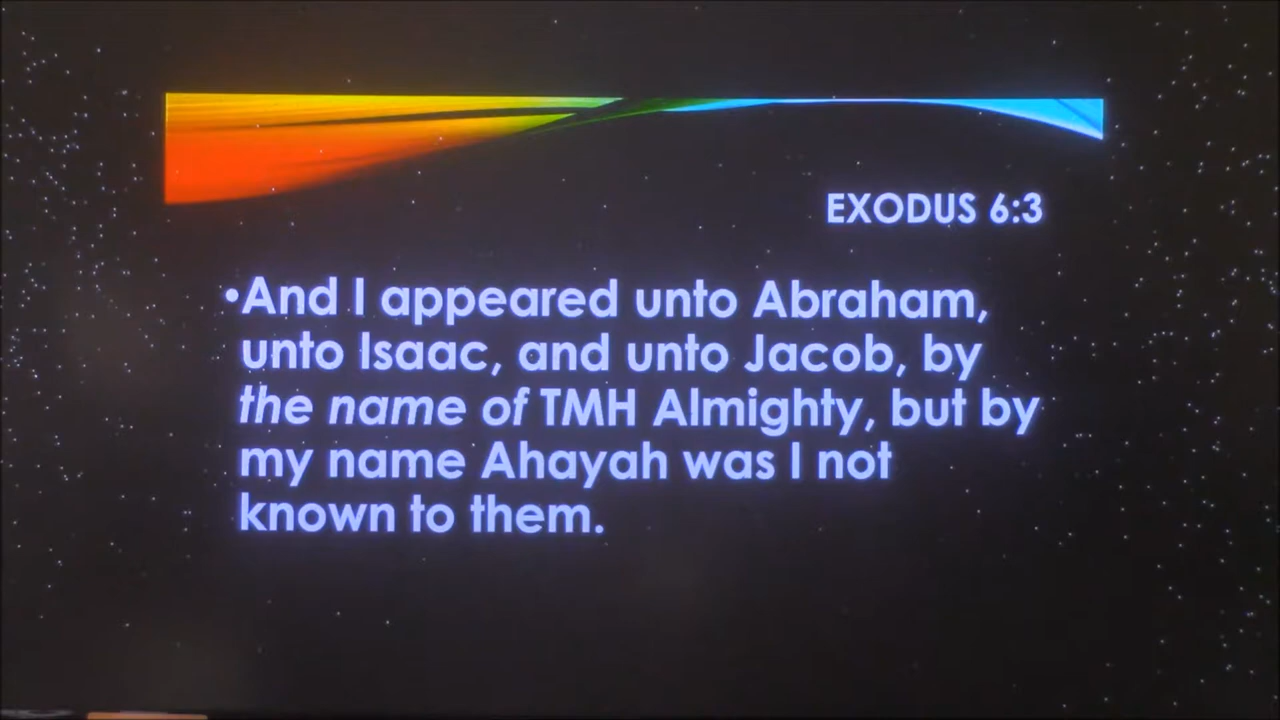 EXODUS 6:3
•And I appeared unto Abraham,
unto Isaac, and unto Jacob, by
the name of TMH Almighty, but by
my name Ahayah was I not
known to them.